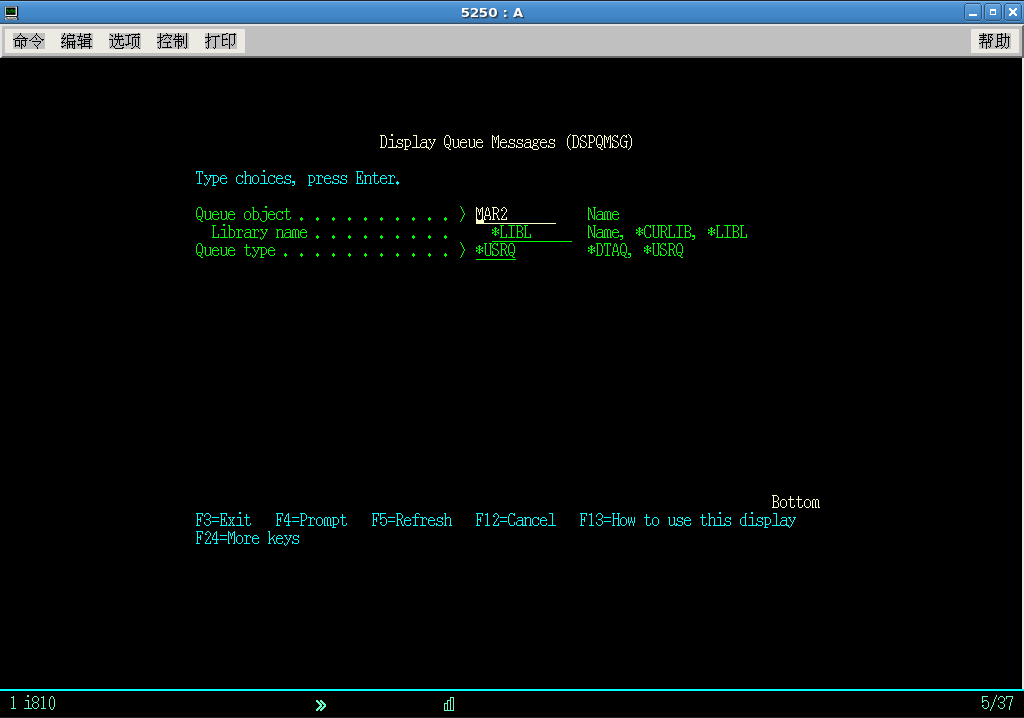 5250 : A
命令 编辑 选项 控制 打印 帮助
Display Queue Messages (DSPQMSG)
Type choices, press Enter.
Queue object . . . . . . . . . . > MAR2 Name
Library name . . . . . . . . . *LIBL Name, *CURLIB, *LIBL
Queue type . . . . . . . . . . . > *USRQ *DTAQ, *USRQ
Bottom
F3=Exit F4=Prompt F5=Refresh F12=Cancel F13=How to use this display
F24=More keys
1 i810 5/37